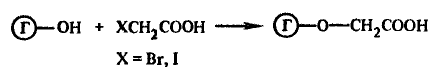 Г—OH + XCH₂COOH ⟶ Г—O—CH₂COOH
X = Br, I